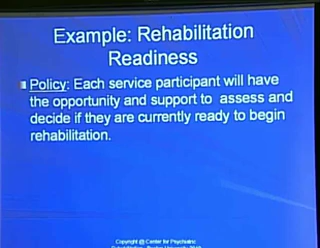 Example: Rehabilitation
Readiness
Policy: Each service participant will have
the opportunity and support to assess and
decide if they are currently ready to begin
rehabilitation.
Copyright @ Center for Psychiatric